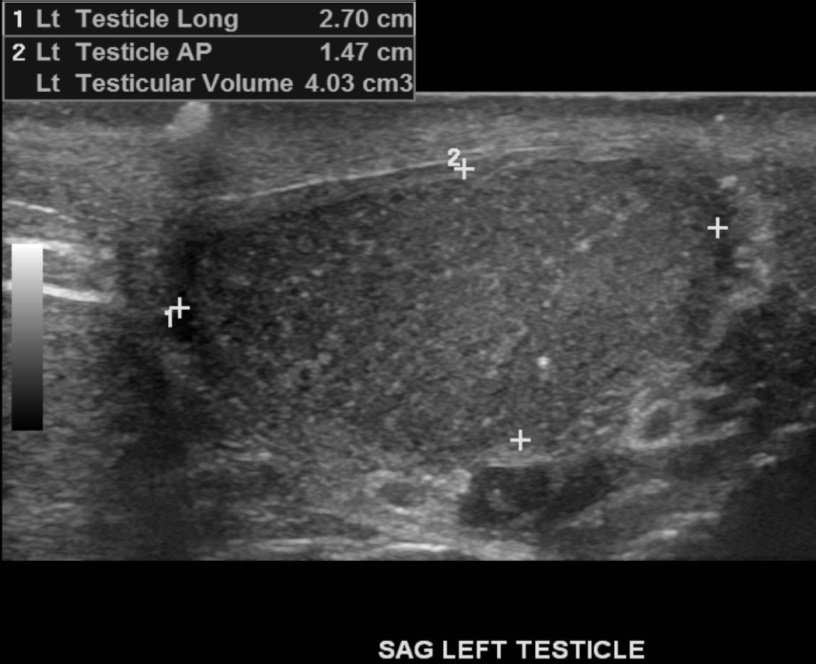 1 Lt Testicle Long 2.70 cm
2 Lt Testicle AP 1.47 cm
Lt Testicular Volume 4.03 cm3
2
1
SAG LEFT TESTICLE